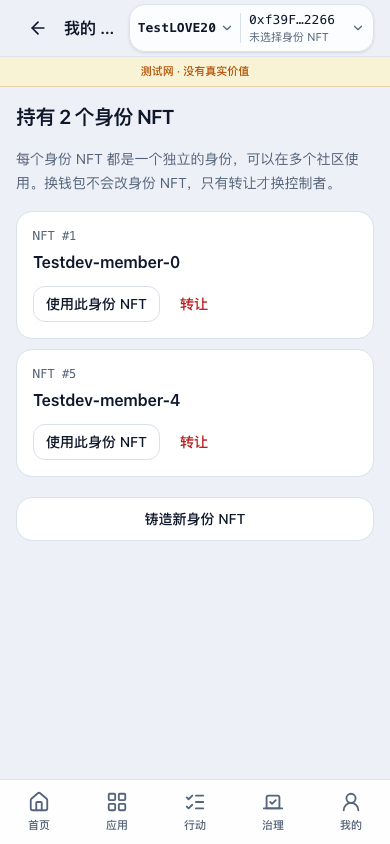 我的 ...
TestLOVE20
0xf39F…2266
未选择身份 NFT
测试网 · 没有真实价值
持有 2 个身份 NFT
每个身份 NFT 都是一个独立的身份，可以在多个社区使
用。换钱包不会改身份 NFT，只有转让才换控制者。
NFT #1
Testdev-member-0
使用此身份 NFT 转让
NFT #5
Testdev-member-4
使用此身份 NFT 转让
铸造新身份 NFT
首页 应用 行动 治理 我的